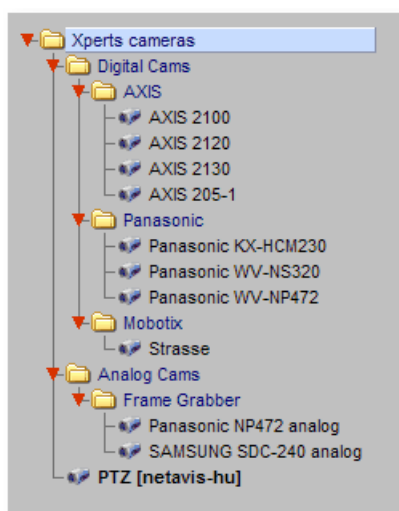 Xperts cameras
Digital Cams
AXIS
AXIS 2100
AXIS 2120
AXIS 2130
AXIS 205-1
Panasonic
Panasonic KX-HCM230
Panasonic WV-NS320
Panasonic WV-NP472
Mobotix
Strasse
Analog Cams
Frame Grabber
Panasonic NP472 analog
SAMSUNG SDC-240 analog
PTZ [netavis-hu]